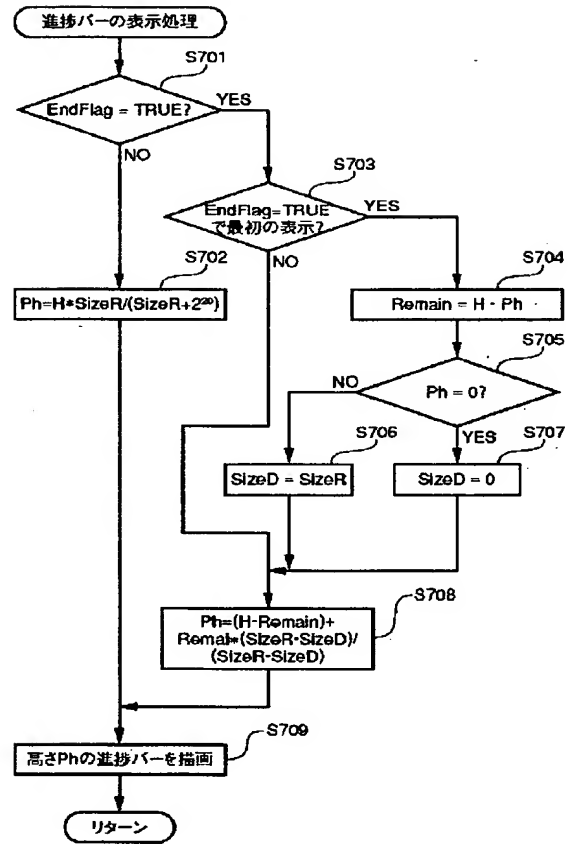 進捗バーの表示処理
S701
EndFlag = TRUE?
YES
NO
S703
EndFlag=TRUE
で最初の表示?
YES
NO
S702
Ph=H*SizeR/(SizeR+2²⁰)
S704
Remain = H - Ph
S705
Ph = 0?
NO
YES
S706
SizeD = SizeR
S707
SizeD = 0
S708
Ph=(H-Remain)+
Remai*(SizeR-SizeD)/
(SizeR-SizeD)
S709
高さPhの進捗バーを描画
リターン